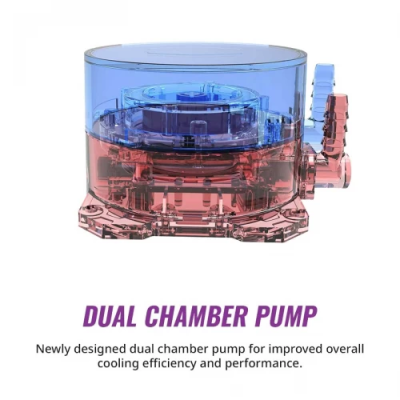 DUAL CHAMBER PUMP
Newly designed dual chamber pump for improved overall
cooling efficiency and performance.